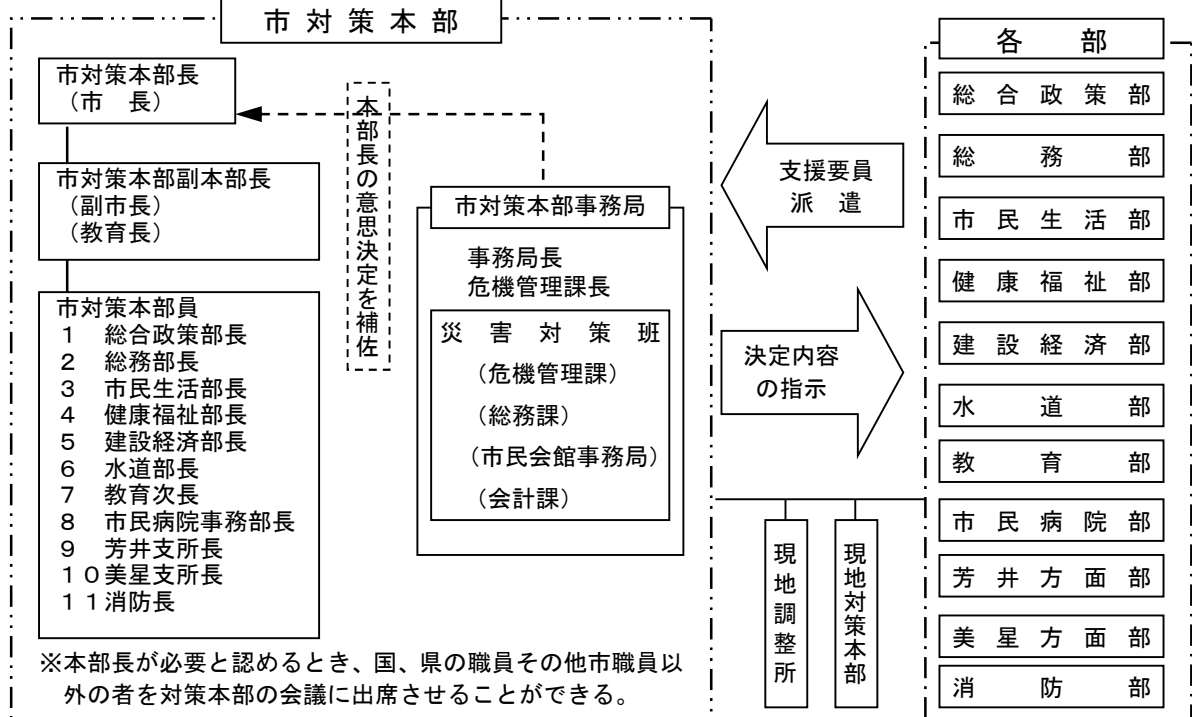 市対策本部
市対策本部長
（市　長）
市対策本部副本部長
（副市長）
（教育長）
市対策本部員
１　総合政策部長
２　総務部長
３　市民生活部長
４　健康福祉部長
５　建設経済部長
６　水道部長
７　教育次長
８　市民病院事務部長
９　芳井支所長
１０美星支所長
１１消防長
本部長の意思決定を補佐
市対策本部事務局
事務局長
危機管理課長
災害対策班
（危機管理課）
（総務課）
（市民会館事務局）
（会計課）
※本部長が必要と認めるとき、国、県の職員その他市職員以
外の者を対策本部の会議に出席させることができる。
支援要員
派　遣
決定内容
の指示
現地調整所
現地対策本部
各　部
総合政策部
総務部
市民生活部
健康福祉部
建設経済部
水道部
教育部
市民病院部
芳井方面部
美星方面部
消防部